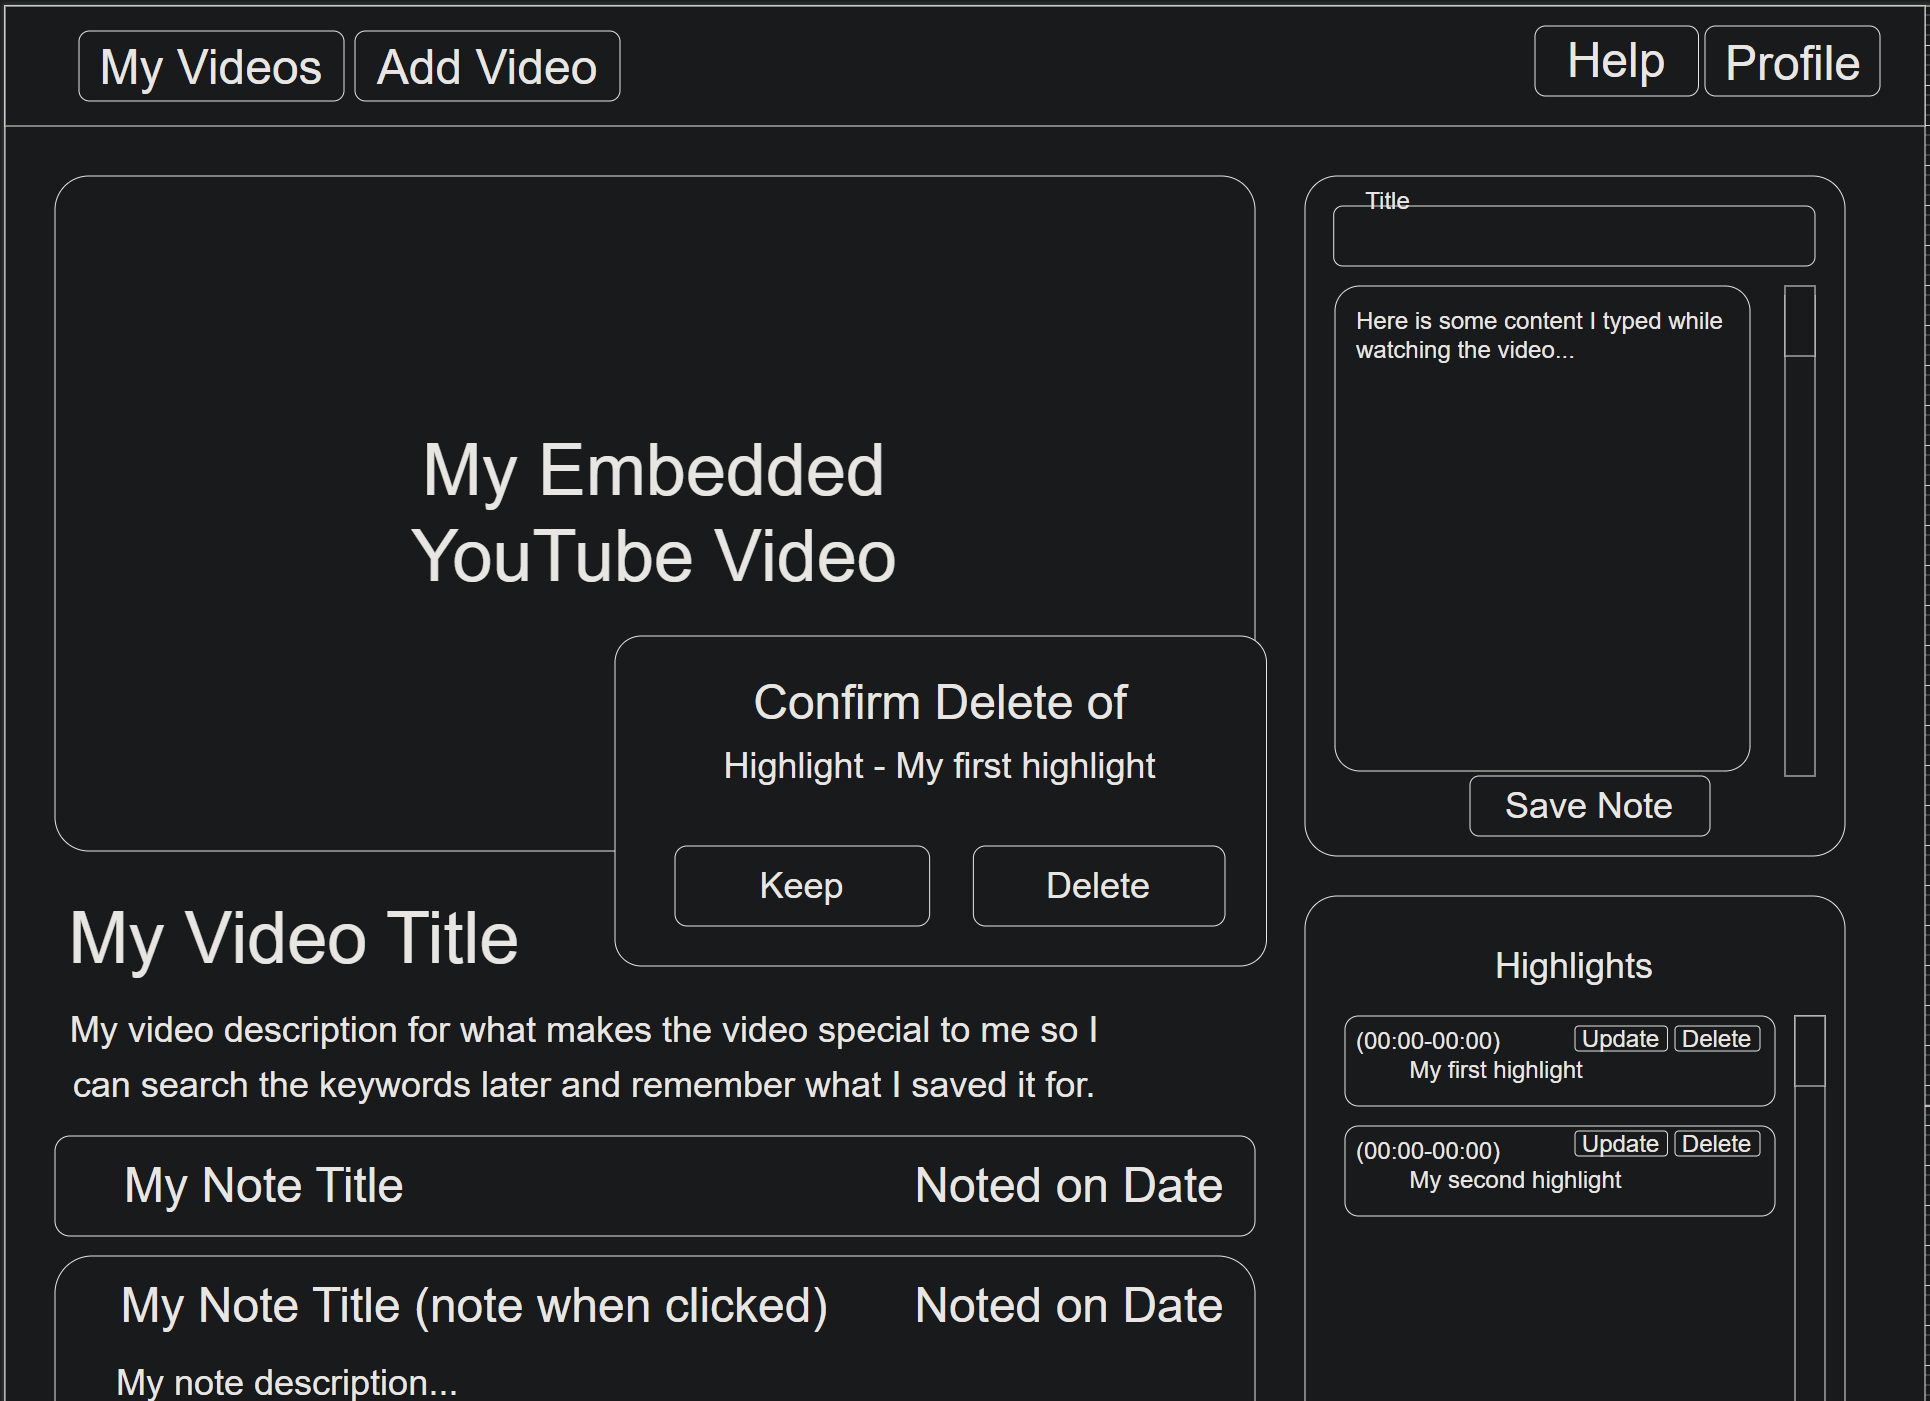 My Videos
Add Video
Help
Profile
My Embedded
YouTube Video
Title
Here is some content I typed while
watching the video...
Save Note
Confirm Delete of
Highlight - My first highlight
Keep
Delete
My Video Title
My video description for what makes the video special to me so I
can search the keywords later and remember what I saved it for.
My Note Title
Noted on Date
My Note Title (note when clicked)
Noted on Date
My note description...
Highlights
(00:00-00:00)
Update
Delete
My first highlight
(00:00-00:00)
Update
Delete
My second highlight